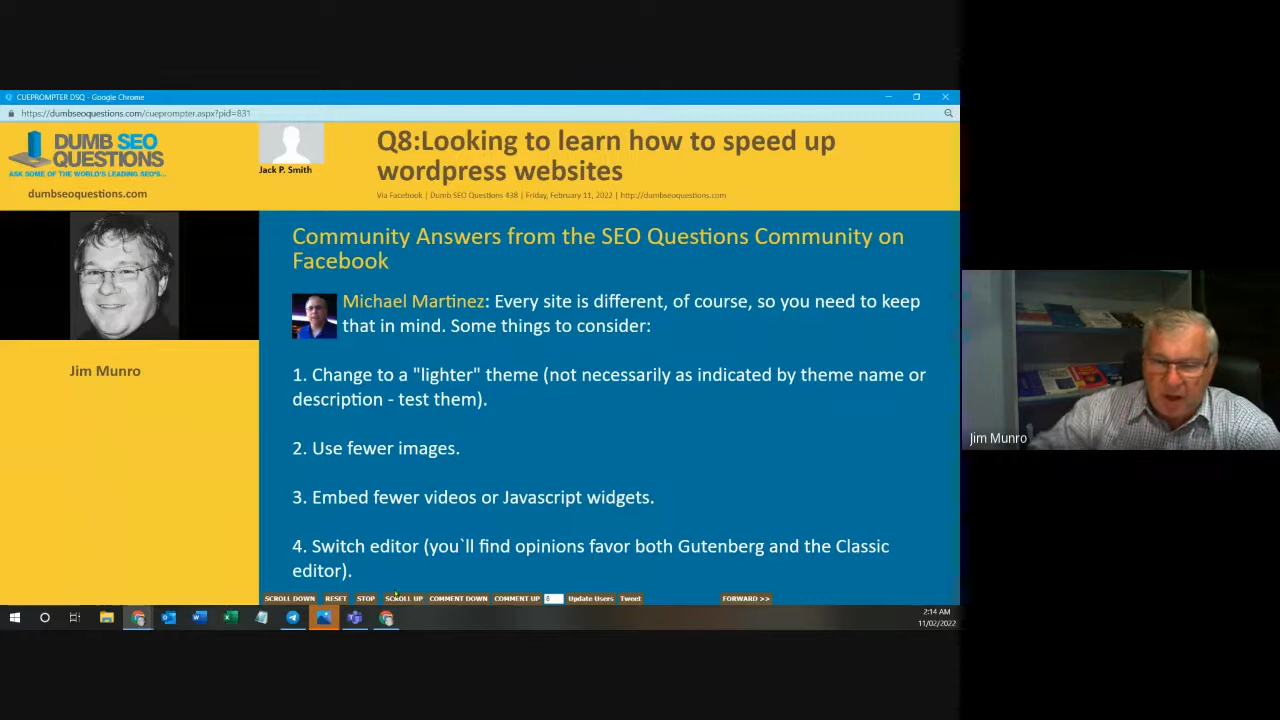 CUEPROMPTER DSQ - Google Chrome
https://dumbseoquestions.com/cueprompter.aspx?pid=831
DUMB SEO
QUESTIONS
ASK SOME OF THE WORLD'S LEADING SEO'S...
dumbseoquestions.com
Jack P. Smith
Q8:Looking to learn how to speed up
wordpress websites
Via Facebook | Dumb SEO Questions 438 | Friday, February 11, 2022 | http://dumbseoquestions.com
Jim Munro
Community Answers from the SEO Questions Community on
Facebook
Michael Martinez: Every site is different, of course, so you need to keep
that in mind. Some things to consider:
1. Change to a "lighter" theme (not necessarily as indicated by theme name or
description - test them).
2. Use fewer images.
3. Embed fewer videos or Javascript widgets.
4. Switch editor (you`ll find opinions favor both Gutenberg and the Classic
editor).
SCROLL DOWN RESET STOP SCROLL UP COMMENT DOWN COMMENT UP 8 Update Users Tweet FORWARD >>
2:14 AM
11/02/2022
Jim Munro